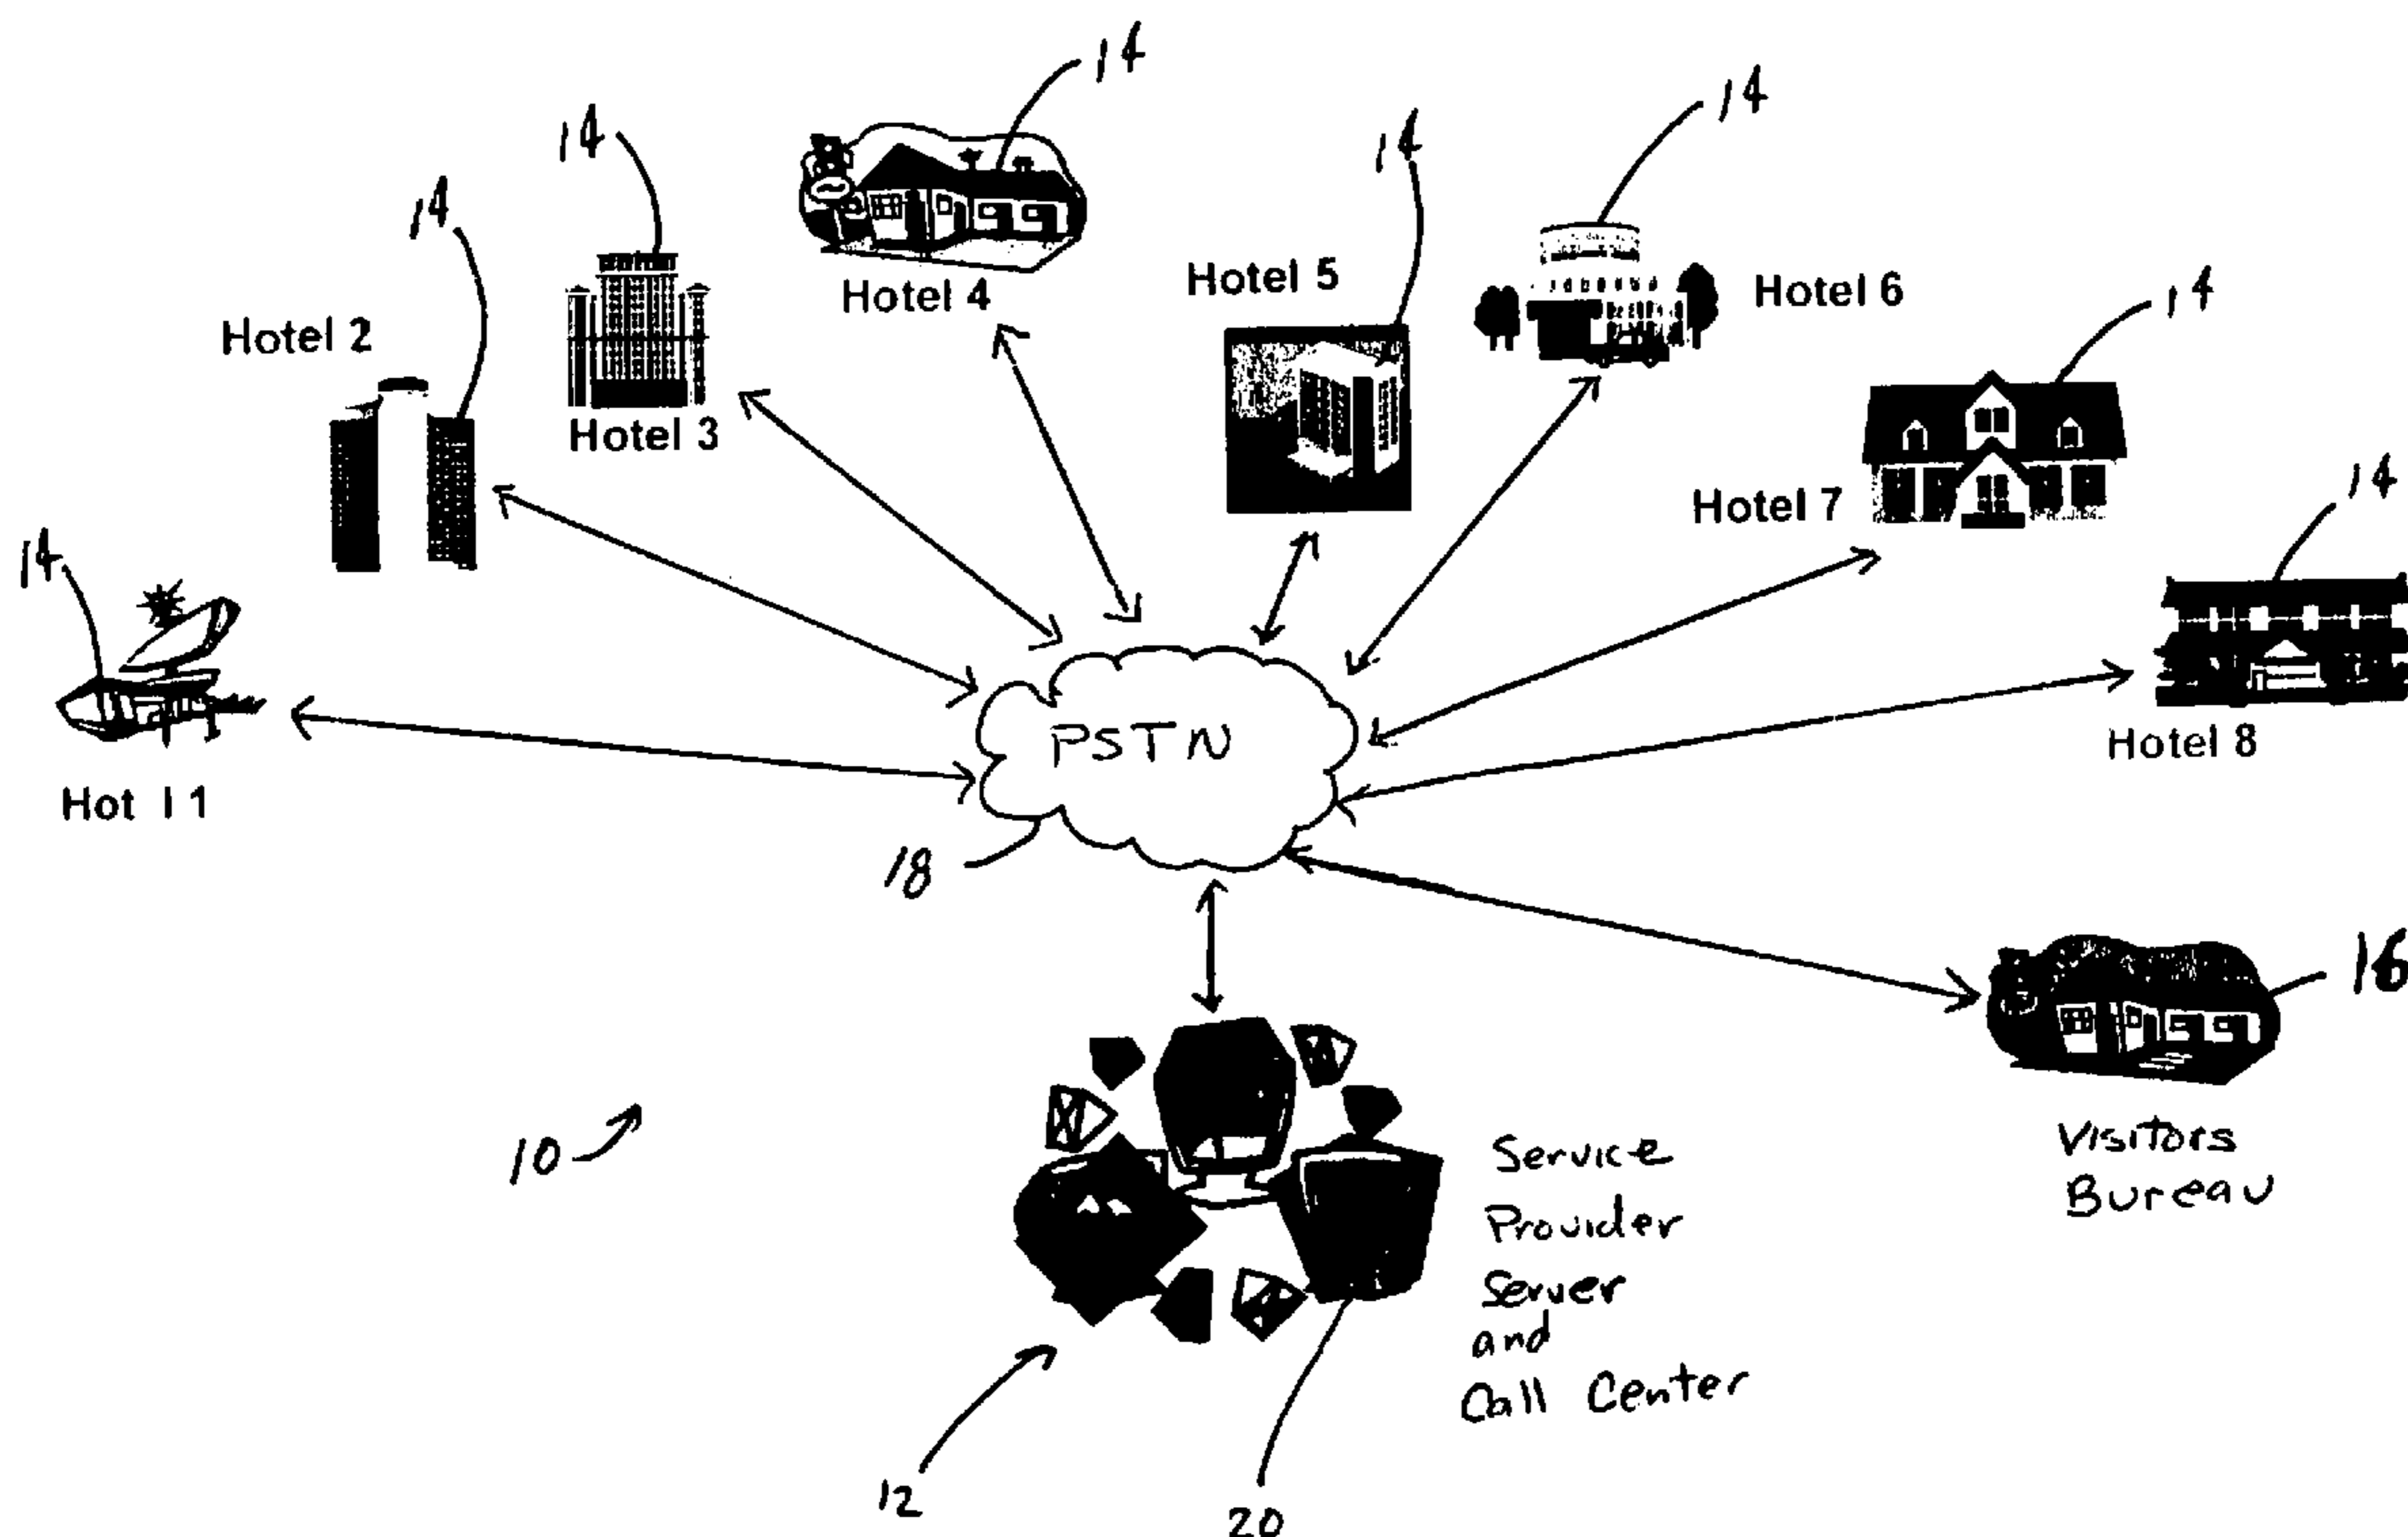 14
14
14
14
14
Hotel 5
Hotel 6
14
Hotel 4
Hotel 2
Hotel 3
14
Hotel 7
14
14
Hot l 1
PSTN
Hotel 8
18
16
10
Service
Provider
Server
and
Call Center
Visitors
Bureau
12
20